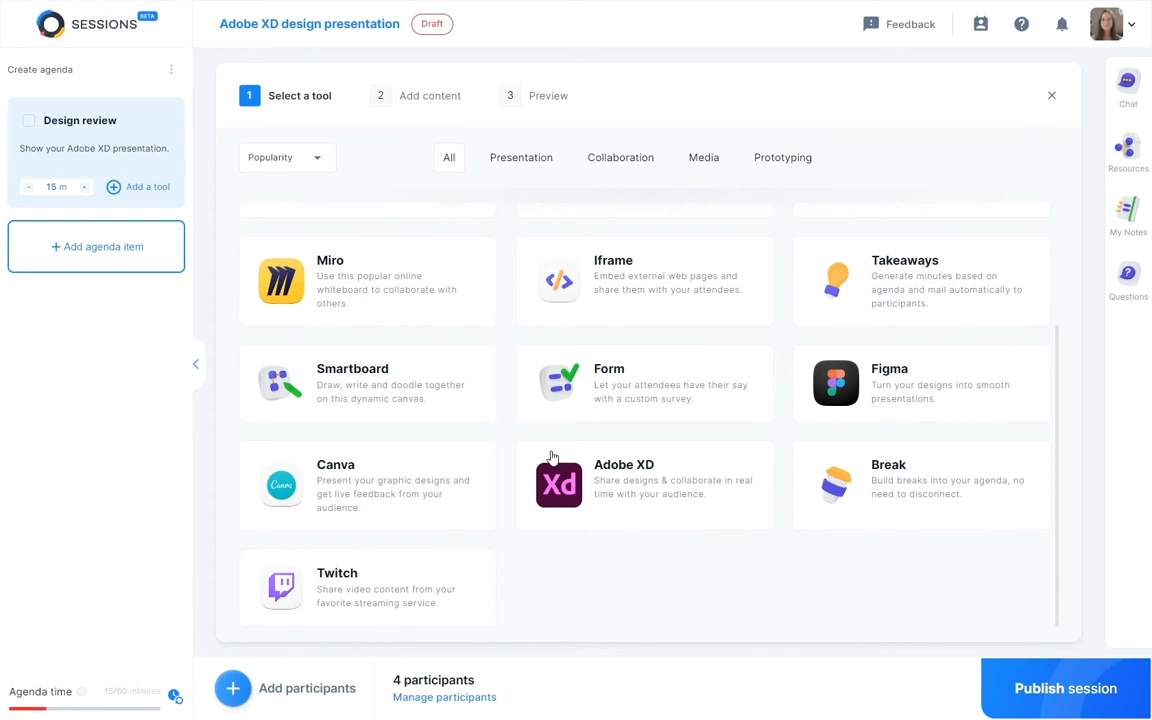 SESSIONS BETA
Adobe XD design presentation
Draft
Feedback
Create agenda
Design review
Show your Adobe XD presentation.
- 15 m +
Add a tool
+ Add agenda item
1 Select a tool
2 Add content
3 Preview
Popularity
All
Presentation
Collaboration
Media
Prototyping
Miro
Use this popular online
whiteboard to collaborate with
others.
Iframe
Embed external web pages and
share them with your attendees.
Takeaways
Generate minutes based on
agenda and mail automatically to
participants.
Smartboard
Draw, write and doodle together
on this dynamic canvas.
Form
Let your attendees have their say
with a custom survey.
Figma
Turn your designs into smooth
presentations.
Canva
Canva
Present your graphic designs and
get live feedback from your
audience.
Xd
Adobe XD
Share designs & collaborate in real
time with your audience.
Break
Build breaks into your agenda, no
need to disconnect.
Twitch
Share video content from your
favorite streaming service.
Chat
Resources
My Notes
Questions
Agenda time
15/60 minutes
Add participants
4 participants
Manage participants
Publish session